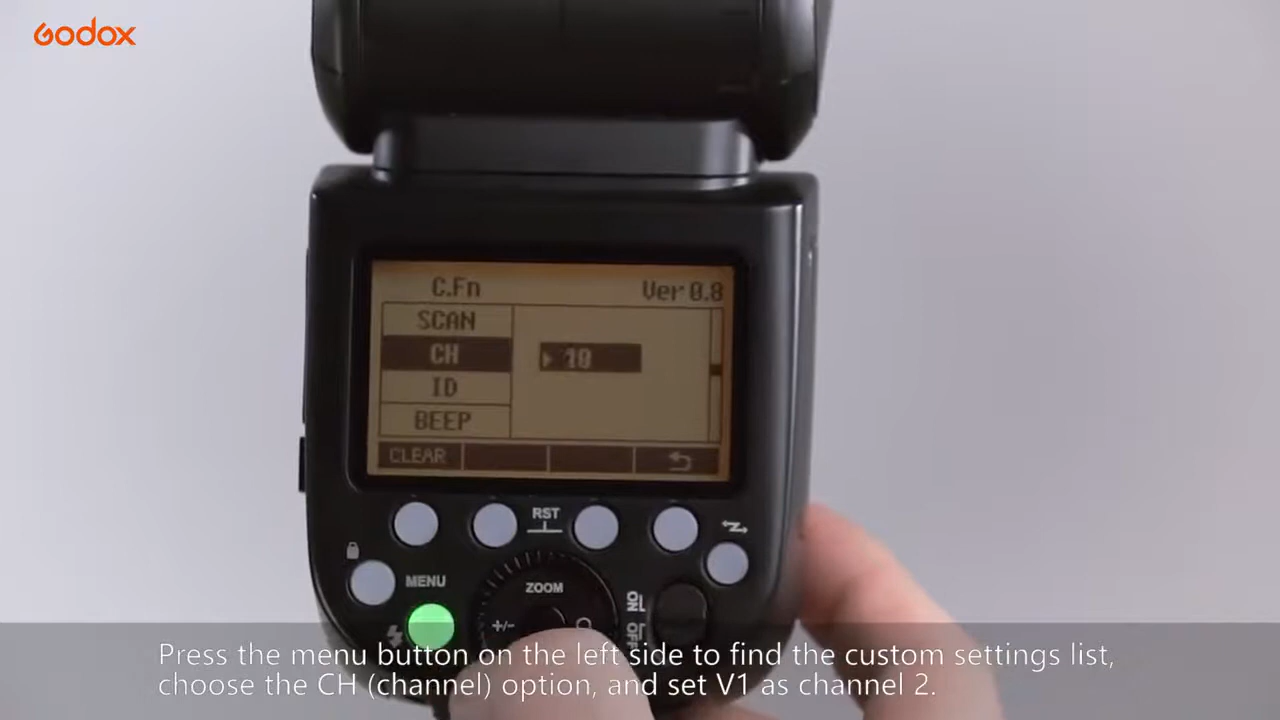 Godox
C.Fn Ver 0.8
SCAN
CH
ID
BEEP
CLEAR
RST
MENU
ZOOM
+/-
ON
OFF
Press the menu button on the left side to find the custom settings list,
choose the CH (channel) option, and set V1 as channel 2.